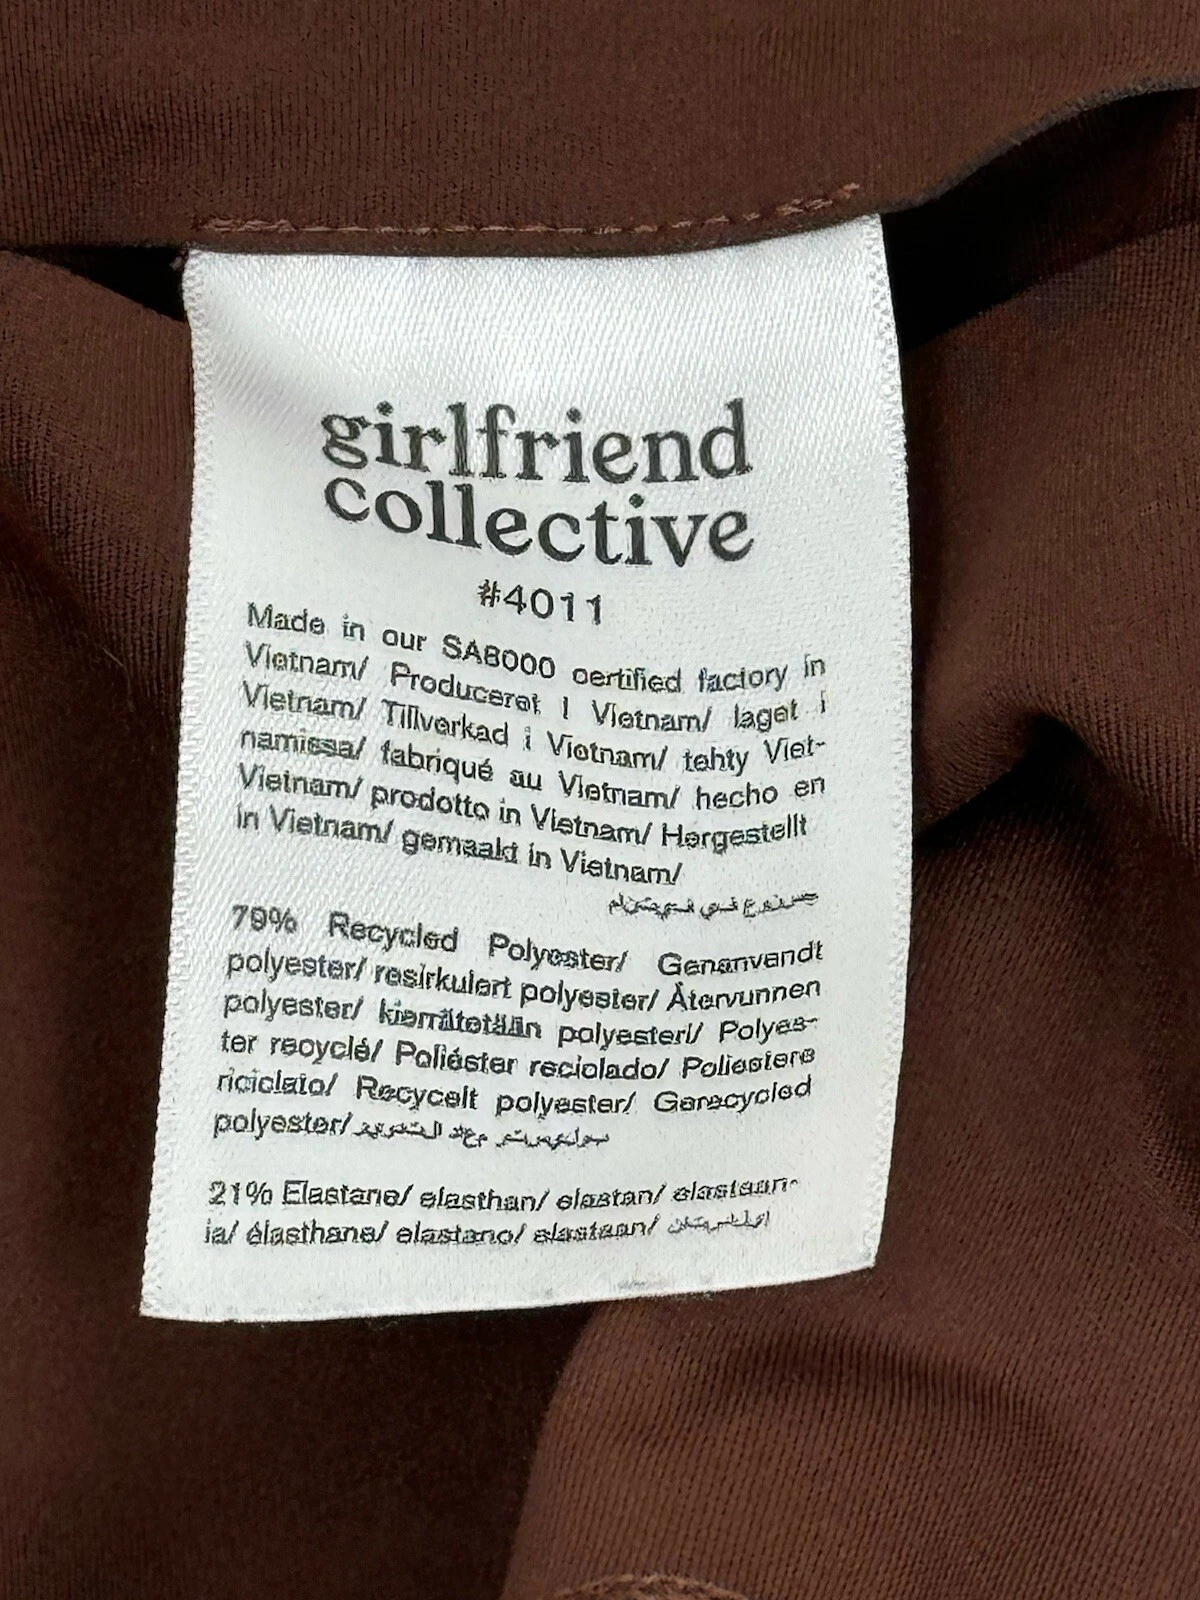 girlfriend
collective
#4011
Made in our SA8000 certified factory in
Vietnam/ Produceret i Vietnam/ laget i
Vietnam/ Tillverkad i Vietnam/ tehty Viet-
namissa/ fabriqué au Vietnam/ hecho en
Vietnam/ prodotto in Vietnam/ Hergestellt
in Vietnam/ gemaakt in Vietnam/
79% Recycled Polyester/ Genanvendt
polyester/ resirkulert polyester/ Återvunnen
polyester/ polyesteri/ Polyes-
ter recyclé/ Poliéster reciclado/ Poliestere
riciclato/ Recycelt polyester/ Gerecycled
polyester/
21% Elastane/ elasthan/ elastan/ elastaan-
ia/ élasthane/ elastano/ elastaan/